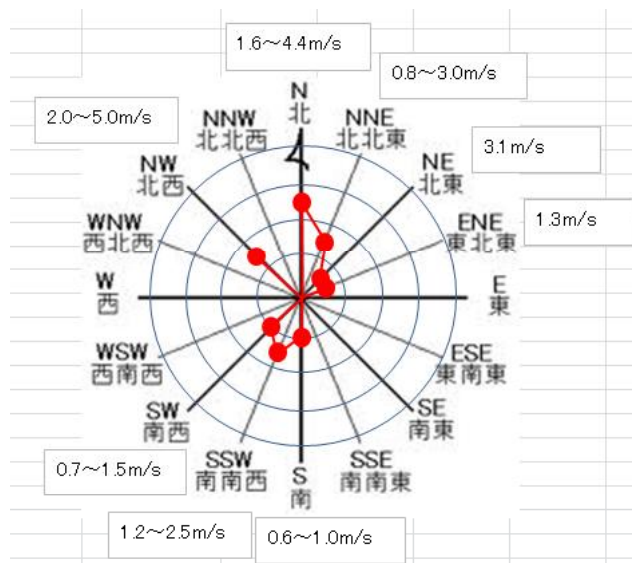 1.6～4.4m/s
0.8～3.0m/s
2.0～5.0m/s
3.1m/s
1.3m/s
N
北
NNE
北北東
NE
北東
ENE
東北東
E
東
ESE
東南東
SE
南東
SSE
南南東
S
南
SSW
南南西
SW
南西
WSW
西南西
W
西
WNW
西北西
NW
北西
NNW
北北西
0.7～1.5m/s
1.2～2.5m/s
0.6～1.0m/s